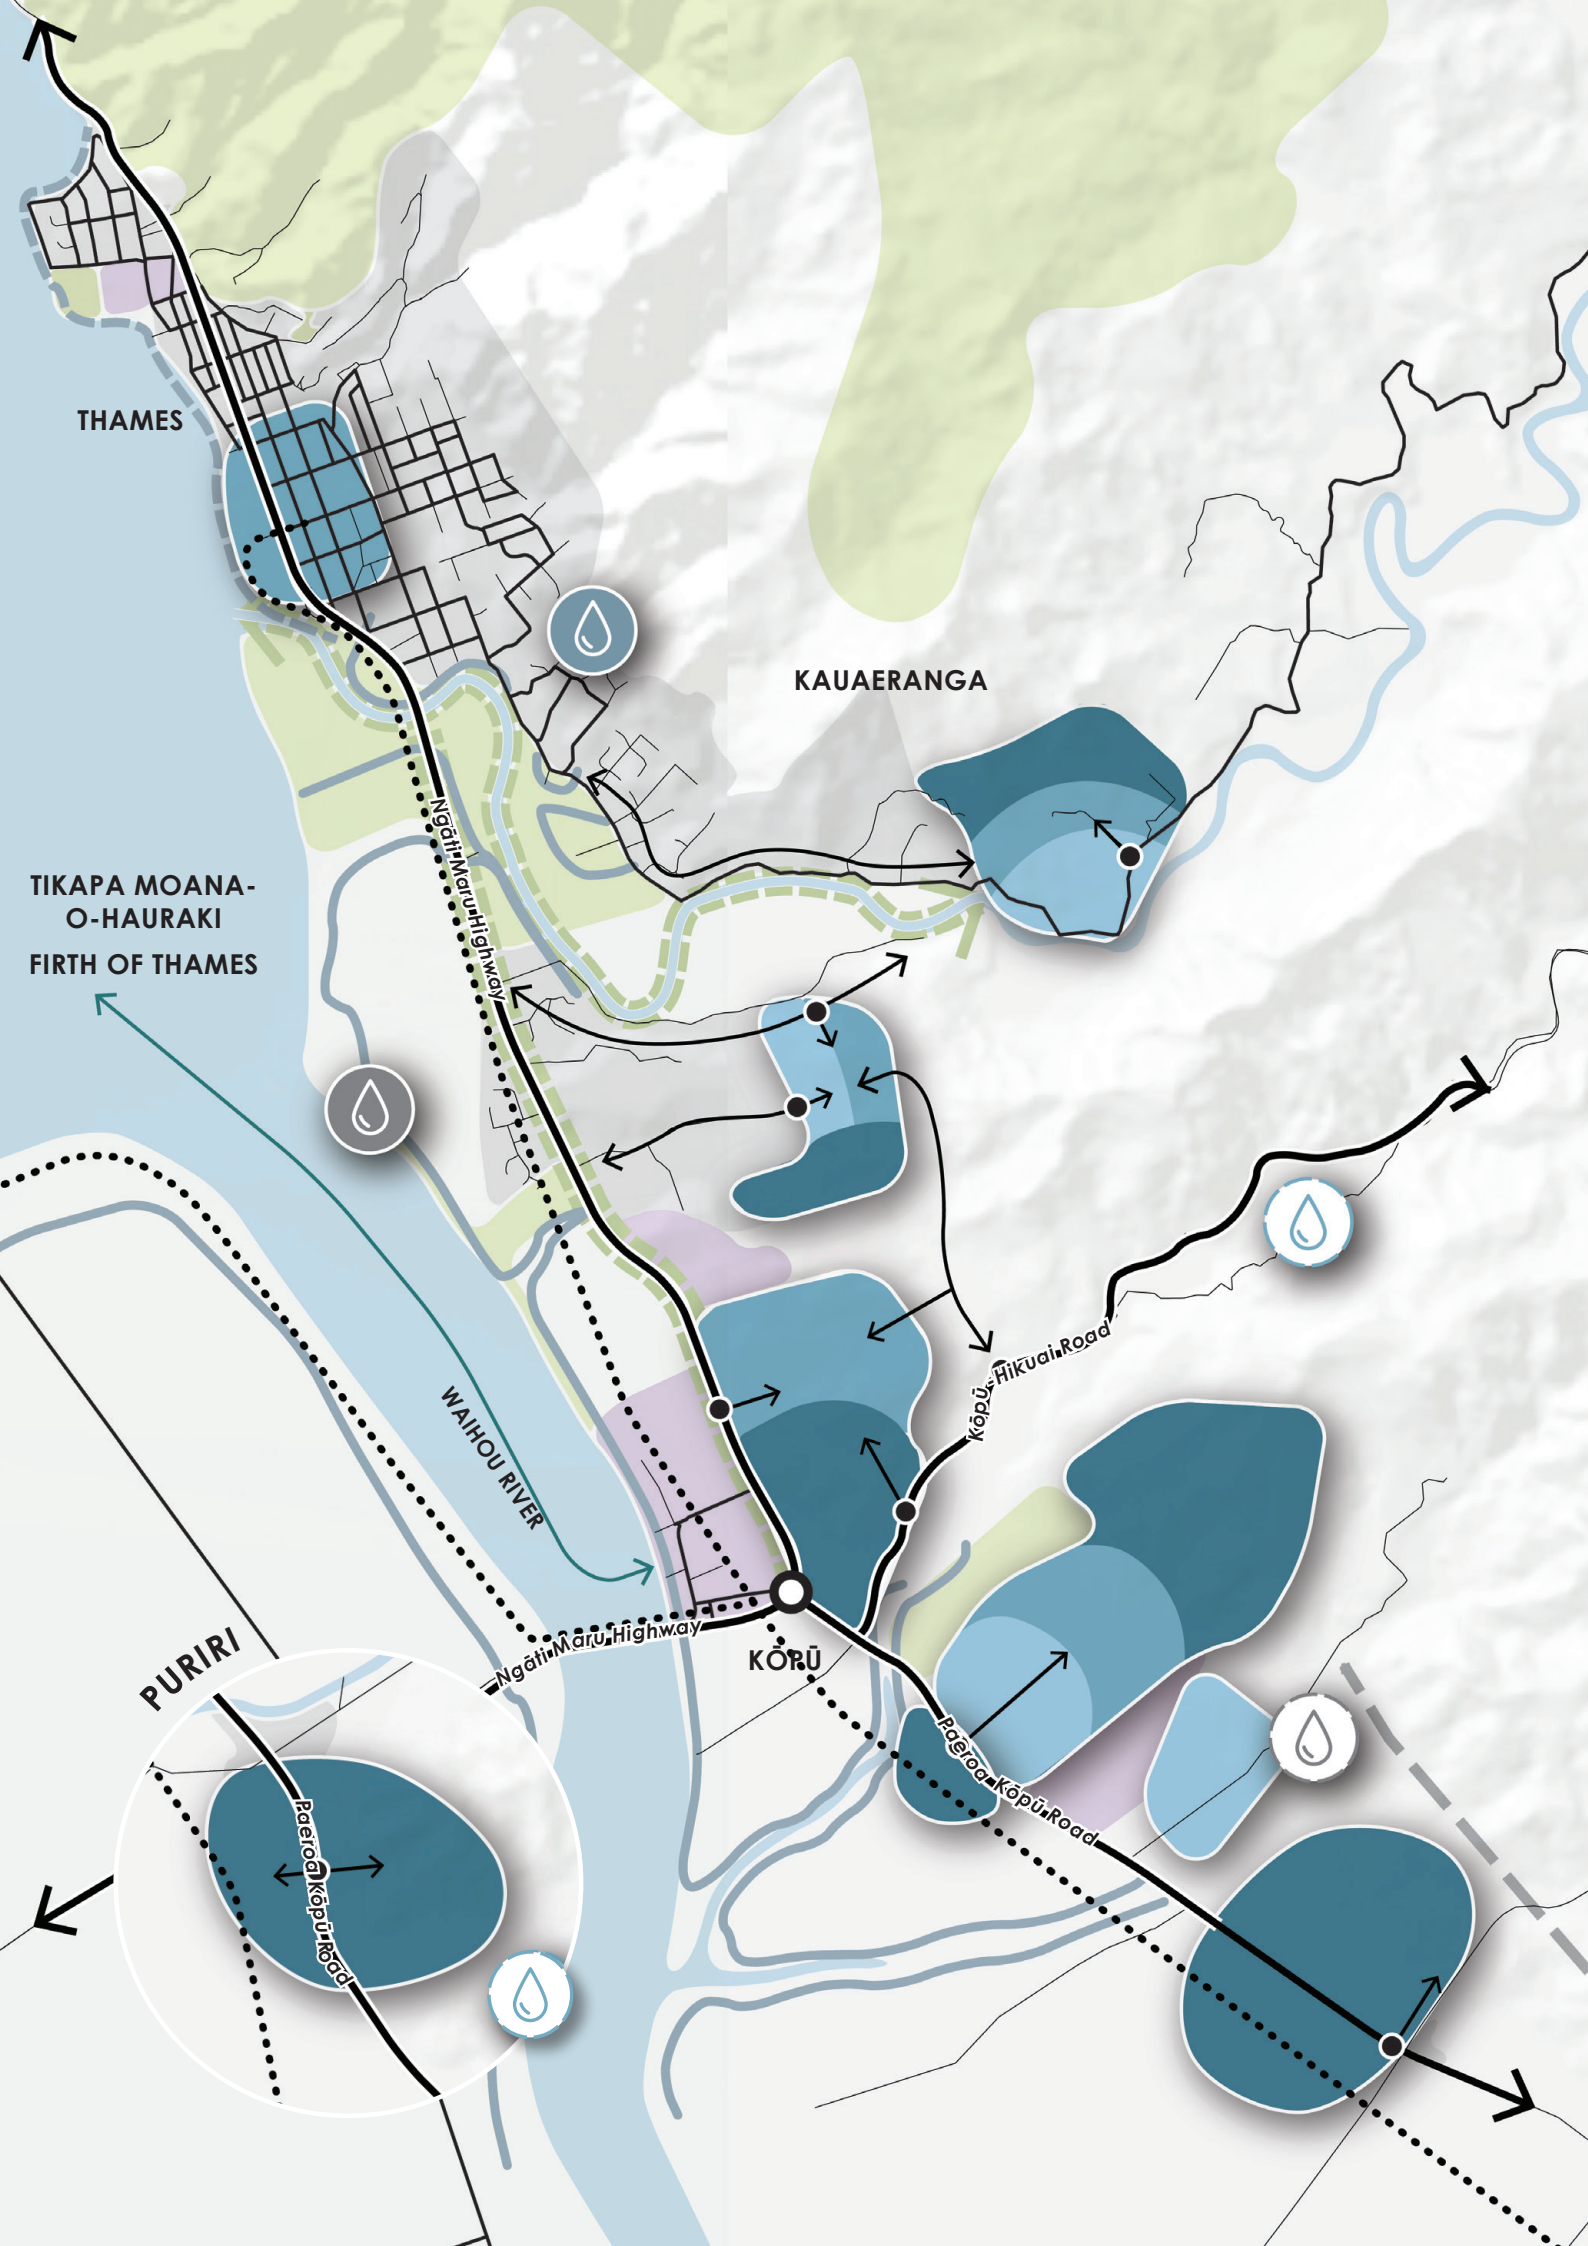 THAMES
KAUAERANGA
TIKAPA MOANA-
O-HAURAKI
FIRTH OF THAMES
Ngāti Maru Highway
WAIHOU RIVER
Kōpū - Hikuai Road
Ngāti Maru Highway
KŌPŪ
PURIRI
Paeroa Kōpū Road
Paeroa Kōpū Road